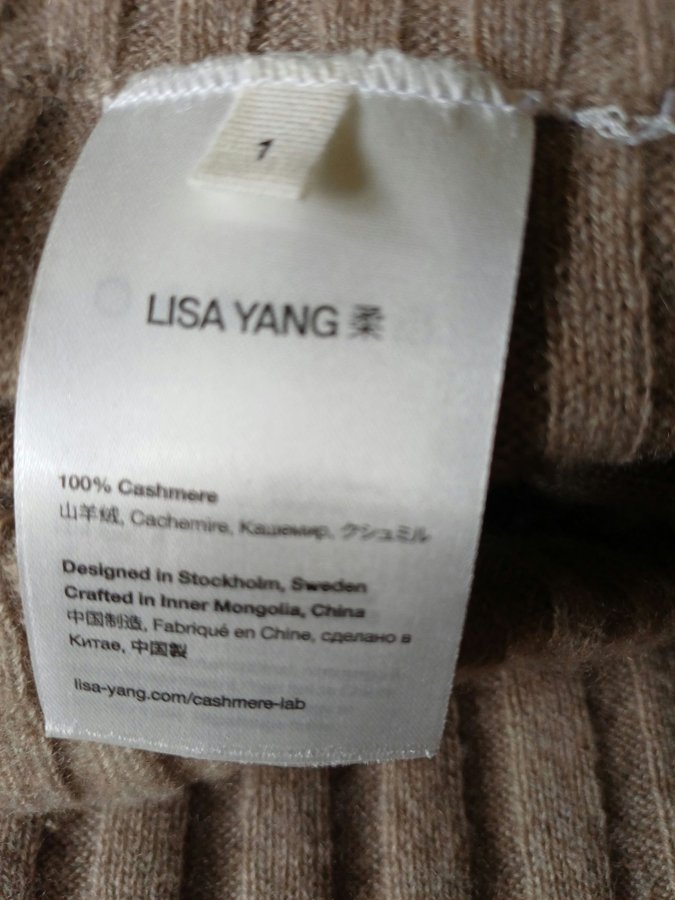 1
LISA YANG 柔
100% Cashmere
山羊绒, Cachemire, Кашемир, クシュミル
Designed in Stockholm, Sweden
Crafted in Inner Mongolia, China
中国制造, Fabriqué en Chine, сделано в
Китае, 中国製
lisa-yang.com/cashmere-lab